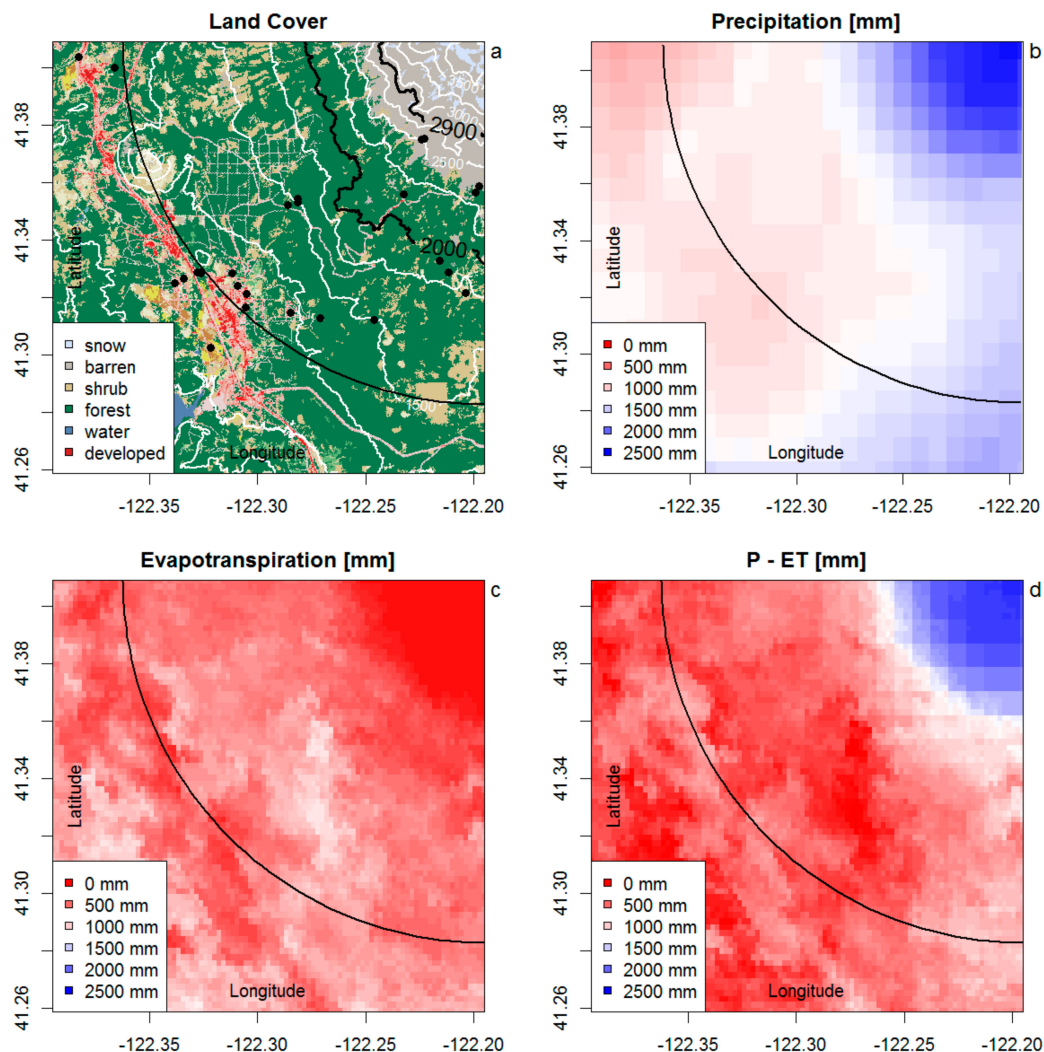 Land Cover
a
2900
2500
3000
2000
1500
snow
barren
shrub
forest
water
developed
Latitude
Longitude
41.38
41.34
41.30
41.26
-122.35
-122.30
-122.25
-122.20
Precipitation [mm]
b
0 mm
500 mm
1000 mm
1500 mm
2000 mm
2500 mm
Latitude
Longitude
41.38
41.34
41.30
41.26
-122.35
-122.30
-122.25
-122.20
Evapotranspiration [mm]
c
0 mm
500 mm
1000 mm
1500 mm
2000 mm
2500 mm
Latitude
Longitude
41.38
41.34
41.30
41.26
-122.35
-122.30
-122.25
-122.20
P - ET [mm]
d
0 mm
500 mm
1000 mm
1500 mm
2000 mm
2500 mm
Latitude
Longitude
41.38
41.34
41.30
41.26
-122.35
-122.30
-122.25
-122.20